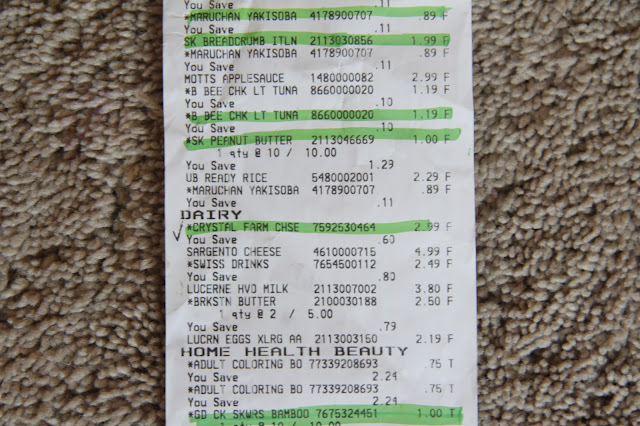 You Save .11
*MARUCHAN YAKISOBA 4178900707 .89 F
You Save .11
SK BREADCRUMB ITLN 2113030856 1.99 F
*MARUCHAN YAKISOBA 4178900707 .89 F
You Save .11
MOTTS APPLESAUCE 1480000082 2.99 F
*B BEE CHK LT TUNA 8660000020 1.19 F
You Save .10
*B BEE CHK LT TUNA 8660000020 1.19 F
You Save .10
*SK PEANUT BUTTER 2113046669 1.00 F
1 qty @ 10 / 10.00
You Save 1.29
UB READY RICE 5480002001 2.29 F
*MARUCHAN YAKISOBA 4178900707 .89 F
You Save .11
DAIRY
*CRYSTAL FARM CHSE 7592530464 2.99 F
You Save .60
SARGENTO CHEESE 4610000715 4.99 F
*SWISS DRINKS 7654500112 2.49 F
You Save .80
LUCERNE HVD MILK 2113007002 3.80 F
*BRKSTN BUTTER 2100030188 2.50 F
1 qty @ 2 / 5.00
You Save .79
LUCRN EGGS XLRG AA 2113003150 2.19 F
HOME HEALTH BEAUTY
*ADULT COLORING BO 77339208693 .75 T
You Save 2.24
*ADULT COLORING BO 77339208693 .75 T
You Save 2.24
*GD CK SKWRS BAMBOO 7675324451 1.00 T
1 qty @ 10 / 10.00